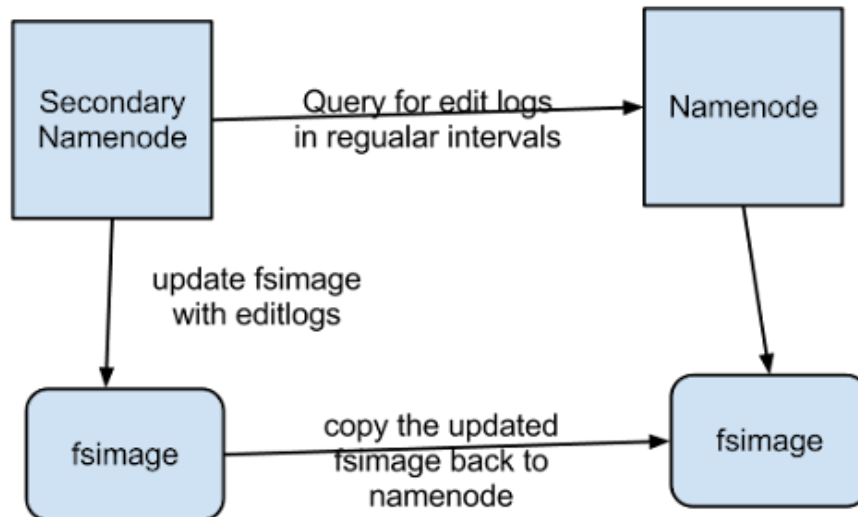 Secondary
Namenode
Query for edit logs
in regualar intervals
Namenode
update fsimage
with editlogs
fsimage
copy the updated
fsimage back to
namenode
fsimage